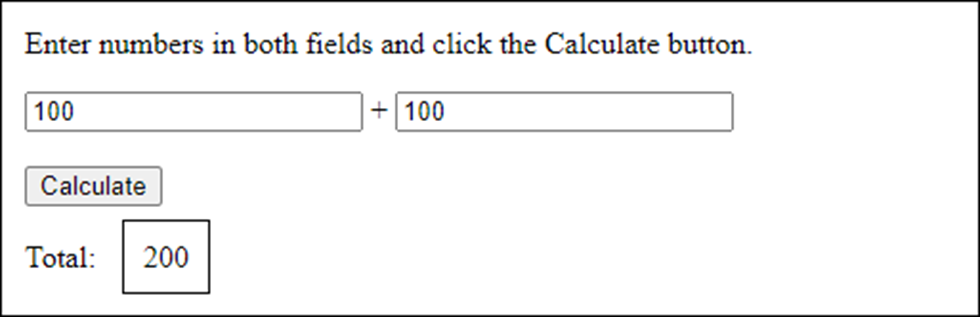 Enter numbers in both fields and click the Calculate button.
100 + 100
Calculate
Total: 200